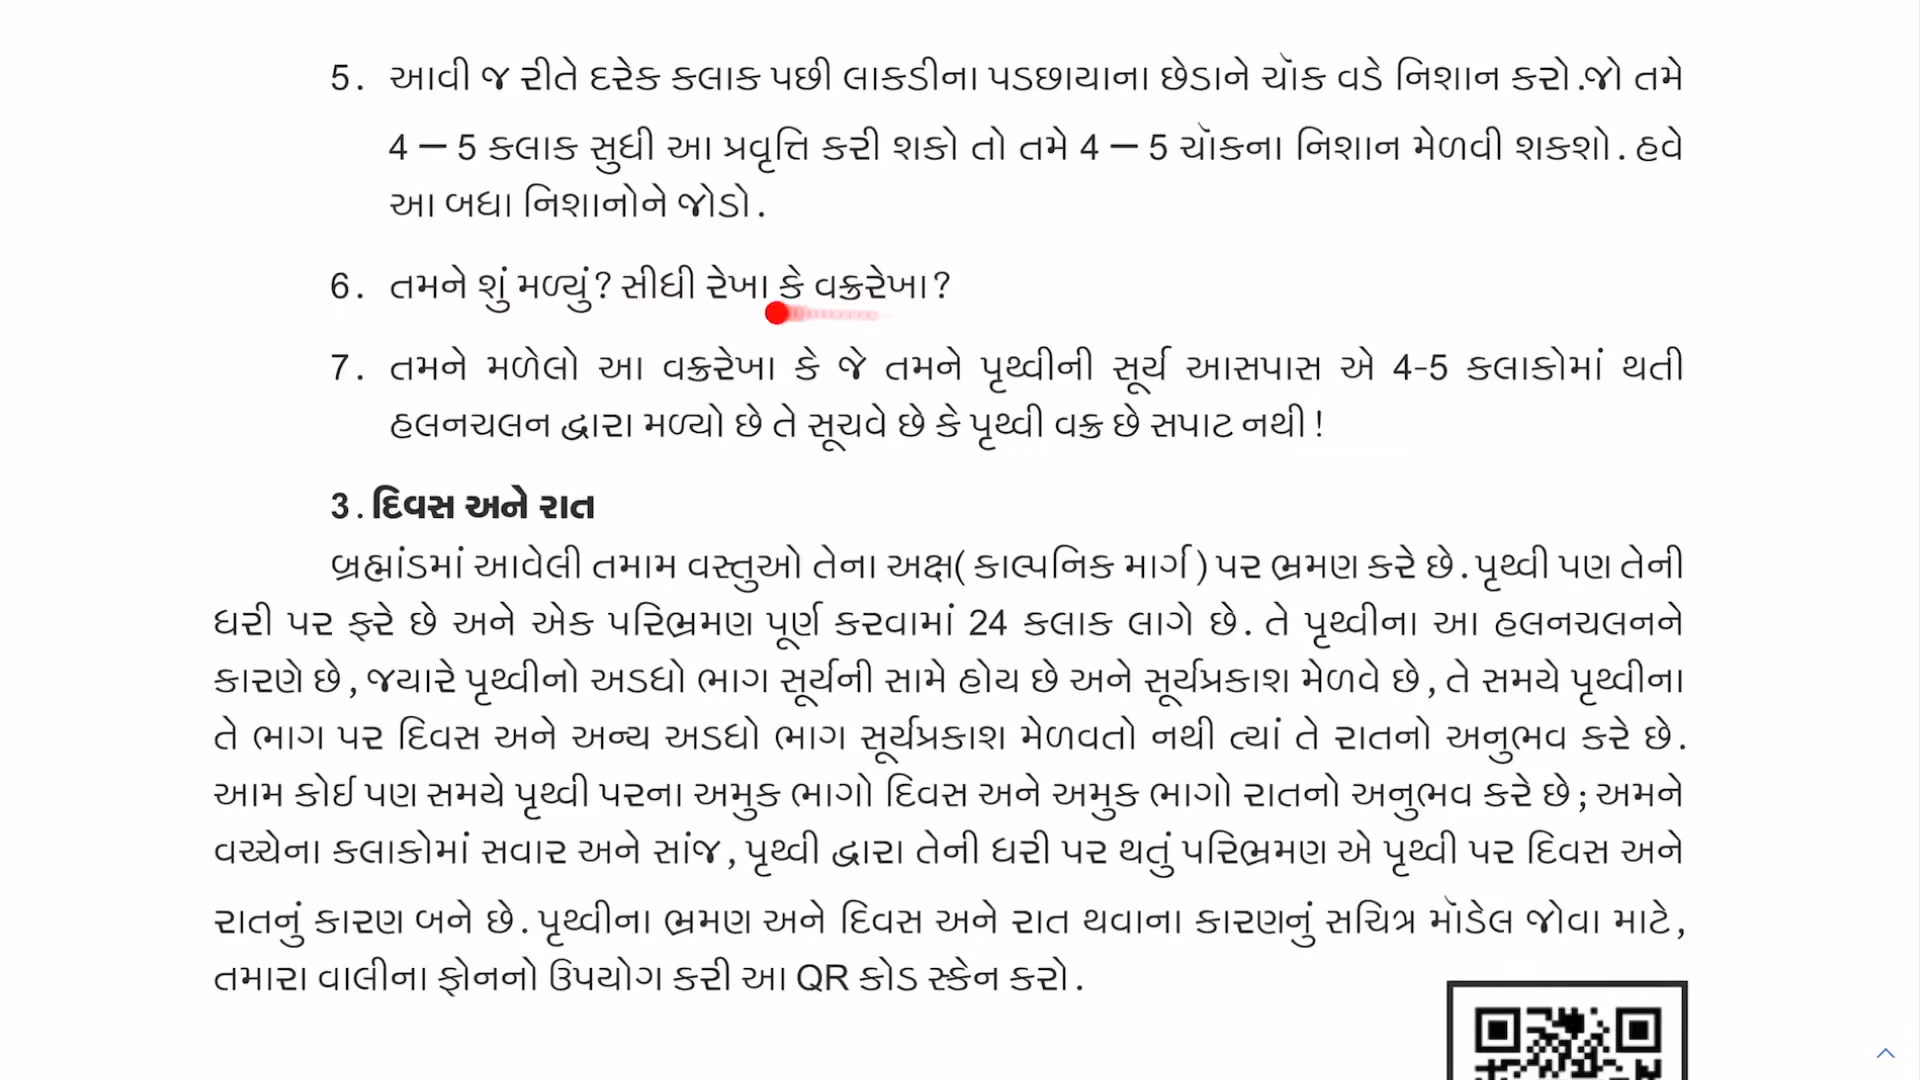 5. આવી જ રીતે દરેક કલાક પછી લાકડીના પડછાયાના છેડાને ચૉક વડે નિશાન કરો.જો તમે
4 – 5 કલાક સુધી આ પ્રવૃત્તિ કરી શકો તો તમે 4 – 5 ચૉકના નિશાન મેળવી શકશો. હવે
આ બધા નિશાનોને જોડો.
6. તમને શું મળ્યું? સીધી રેખા કે વક્રરેખા?
7. તમને મળેલો આ વક્રરેખા કે જે તમને પૃથ્વીની સૂર્ય આસપાસ એ 4-5 કલાકોમાં થતી
હલનચલન દ્વારા મળ્યો છે તે સૂચવે છે કે પૃથ્વી વક્ર છે સપાટ નથી!
3. દિવસ અને રાત
બ્રહ્માંડમાં આવેલી તમામ વસ્તુઓ તેના અક્ષ(કાલ્પનિક માર્ગ) પર ભ્રમણ કરે છે. પૃથ્વી પણ તેની
ધરી પર ફરે છે અને એક પરિભ્રમણ પૂર્ણ કરવામાં 24 કલાક લાગે છે. તે પૃથ્વીના આ હલનચલનને
કારણે છે, જયારે પૃથ્વીનો અડધો ભાગ સૂર્યની સામે હોય છે અને સૂર્યપ્રકાશ મેળવે છે, તે સમયે પૃથ્વીના
તે ભાગ પર દિવસ અને અન્ય અડધો ભાગ સૂર્યપ્રકાશ મેળવતો નથી ત્યાં તે રાતનો અનુભવ કરે છે.
આમ કોઈ પણ સમયે પૃથ્વી પરના અમુક ભાગો દિવસ અને અમુક ભાગો રાતનો અનુભવ કરે છે; અમને
વચ્ચેના કલાકોમાં સવાર અને સાંજ, પૃથ્વી દ્વારા તેની ધરી પર થતું પરિભ્રમણ એ પૃથ્વી પર દિવસ અને
રાતનું કારણ બને છે. પૃથ્વીના ભ્રમણ અને દિવસ અને રાત થવાના કારણનું સચિત્ર મૉડેલ જોવા માટે,
તમારા વાલીના ફોનનો ઉપયોગ કરી આ QR કોડ સ્કેન કરો.